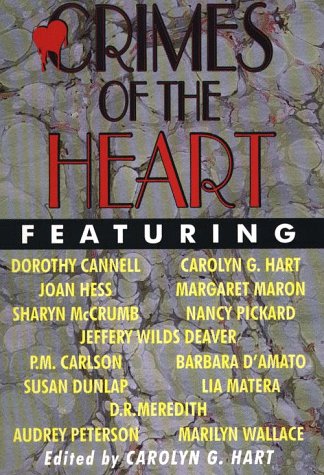 CRIMES
OF THE
HEART
FEATURING
DOROTHY CANNELL CAROLYN G. HART
JOAN HESS MARGARET MARON
SHARYN McCRUMB NANCY PICKARD
JEFFERY WILDS DEAVER
P.M. CARLSON BARBARA D'AMATO
SUSAN DUNLAP LIA MATERA
D.R.MEREDITH
AUDREY PETERSON MARILYN WALLACE
Edited by CAROLYN G. HART